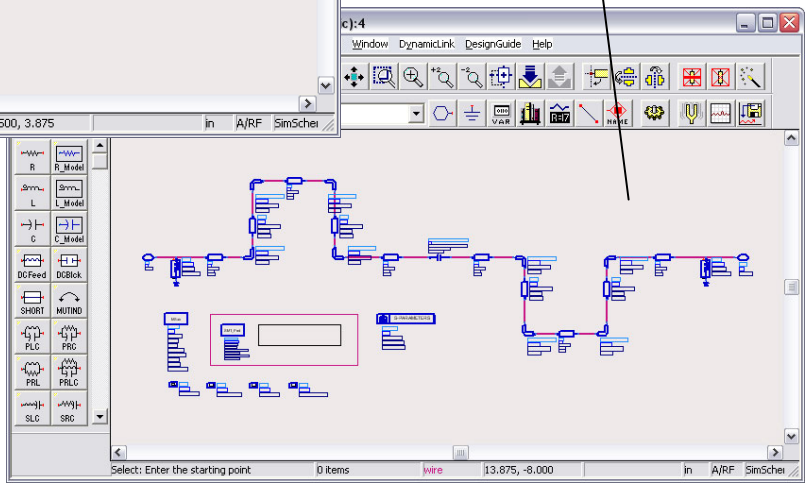 c):4
Window DynamicLink DesignGuide Help
500, 3.875 in A/RF SimSchei
VAR R=I? NAME
R R_Model
L L_Model
C C_Model
DCFeed DCBlck
SHORT MUTIND
PLC PRC
PRL PRLC
SLC SRC
S-PARAMETERS
Select: Enter the starting point 0 items wire 13.875, -8.000 in A/RF SimScher